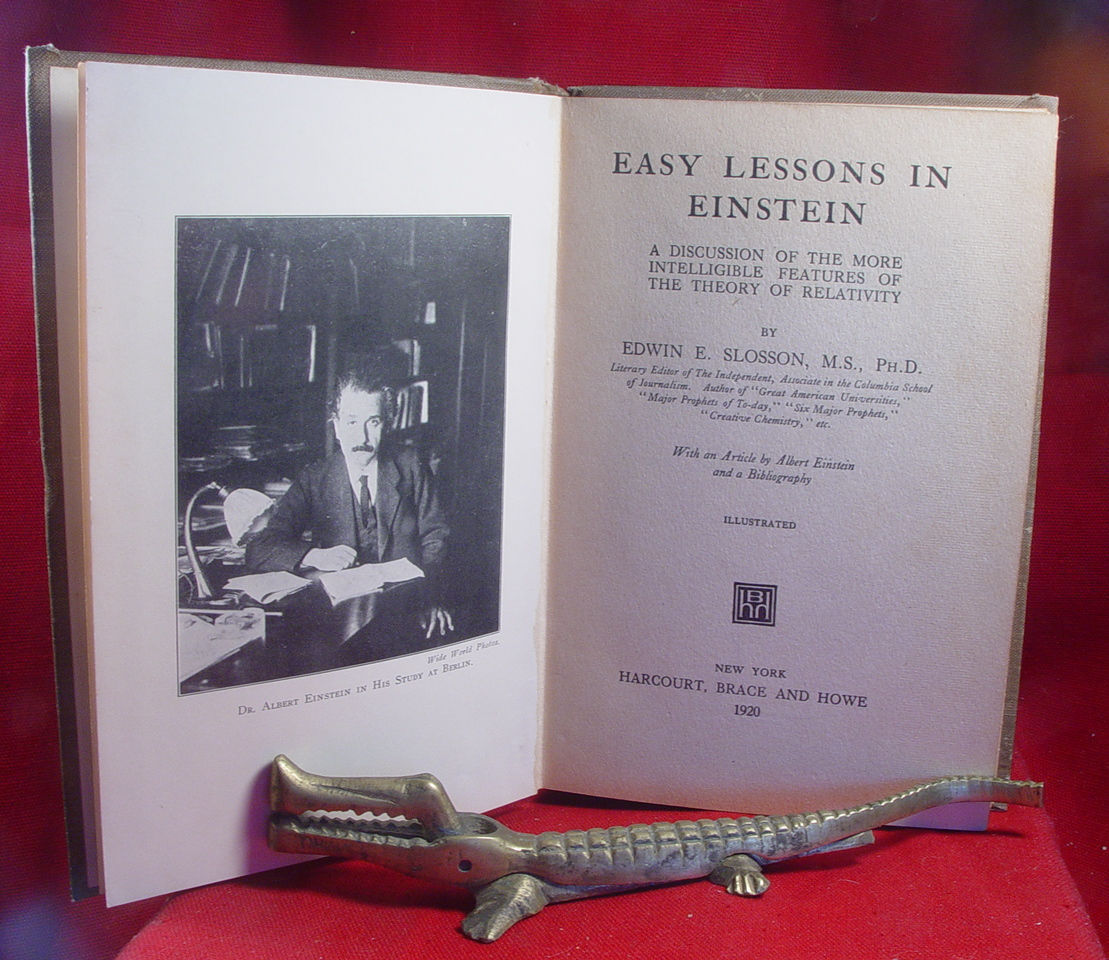 Wide World Photos.
DR. ALBERT EINSTEIN IN HIS STUDY AT BERLIN.
EASY LESSONS IN
EINSTEIN
A DISCUSSION OF THE MORE
INTELLIGIBLE FEATURES OF
THE THEORY OF RELATIVITY
BY
EDWIN E. SLOSSON, M.S., PH.D.
Literary Editor of The Independent, Associate in the Columbia School
of Journalism. Author of "Great American Universities,"
"Major Prophets of To-day," "Six Major Prophets,"
"Creative Chemistry," etc.
With an Article by Albert Einstein
and a Bibliography
ILLUSTRATED
NEW YORK
HARCOURT, BRACE AND HOWE
1920